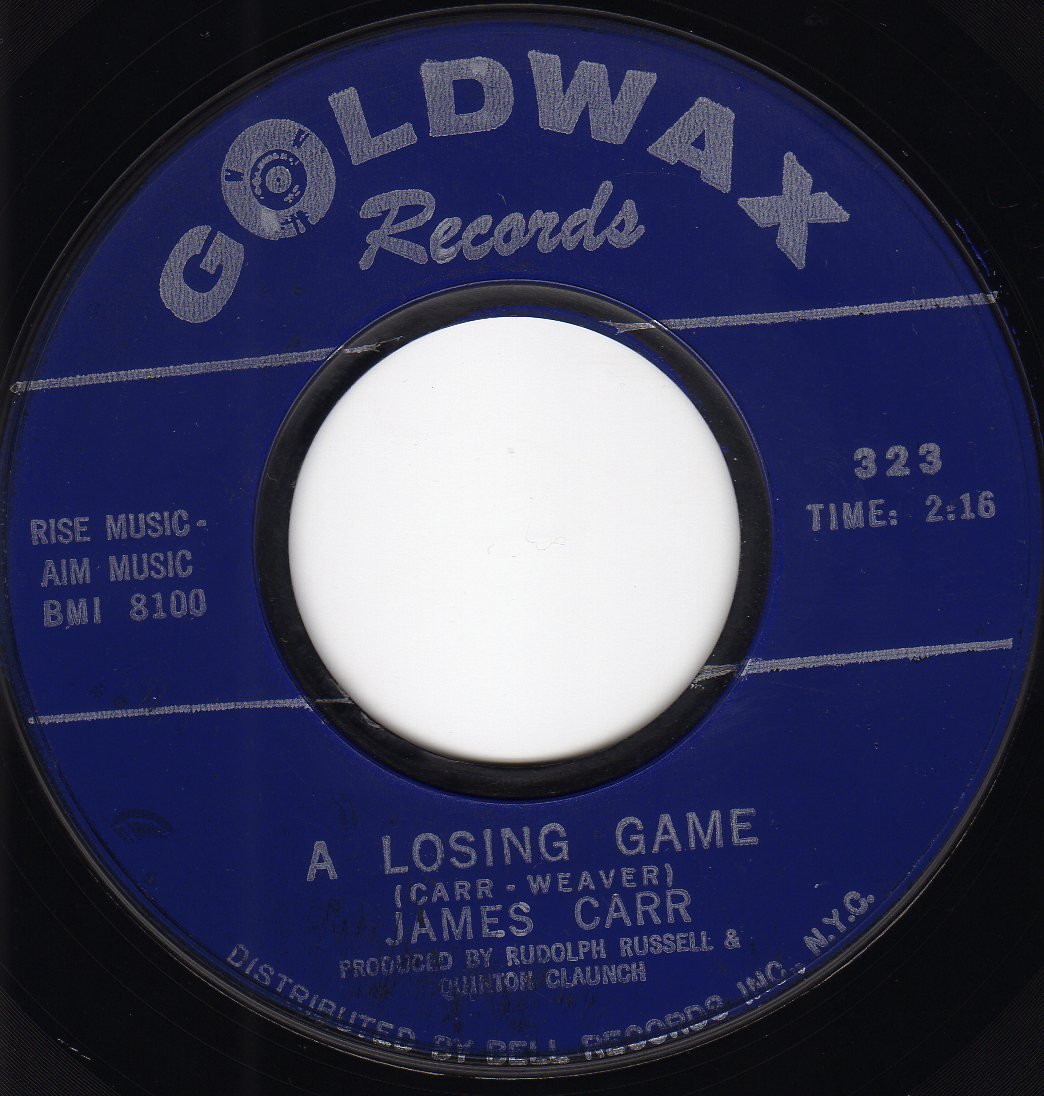 GOLDWAX
Records
323
TIME: 2:16
RISE MUSIC-
AIM MUSIC
BMI 8100
A LOSING GAME
(CARR - WEAVER)
JAMES CARR
PRODUCED BY RUDOLPH RUSSELL &
QUINTON CLAUNCH
DISTRIBUTED BY BELL RECORDS, INC., N.Y.C.